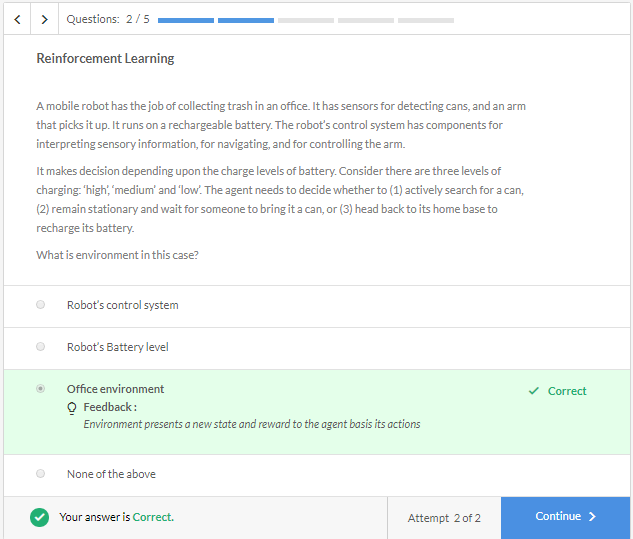 Questions: 2 / 5
Reinforcement Learning
A mobile robot has the job of collecting trash in an office. It has sensors for detecting cans, and an arm
that picks it up. It runs on a rechargeable battery. The robot's control system has components for
interpreting sensory information, for navigating, and for controlling the arm.
It makes decision depending upon the charge levels of battery. Consider there are three levels of
charging: 'high', 'medium' and 'low'. The agent needs to decide whether to (1) actively search for a can,
(2) remain stationary and wait for someone to bring it a can, or (3) head back to its home base to
recharge its battery.
What is environment in this case?
Robot's control system
Robot's Battery level
Office environment
Correct
Feedback :
Environment presents a new state and reward to the agent basis its actions
None of the above
Your answer is Correct.
Attempt 2 of 2
Continue